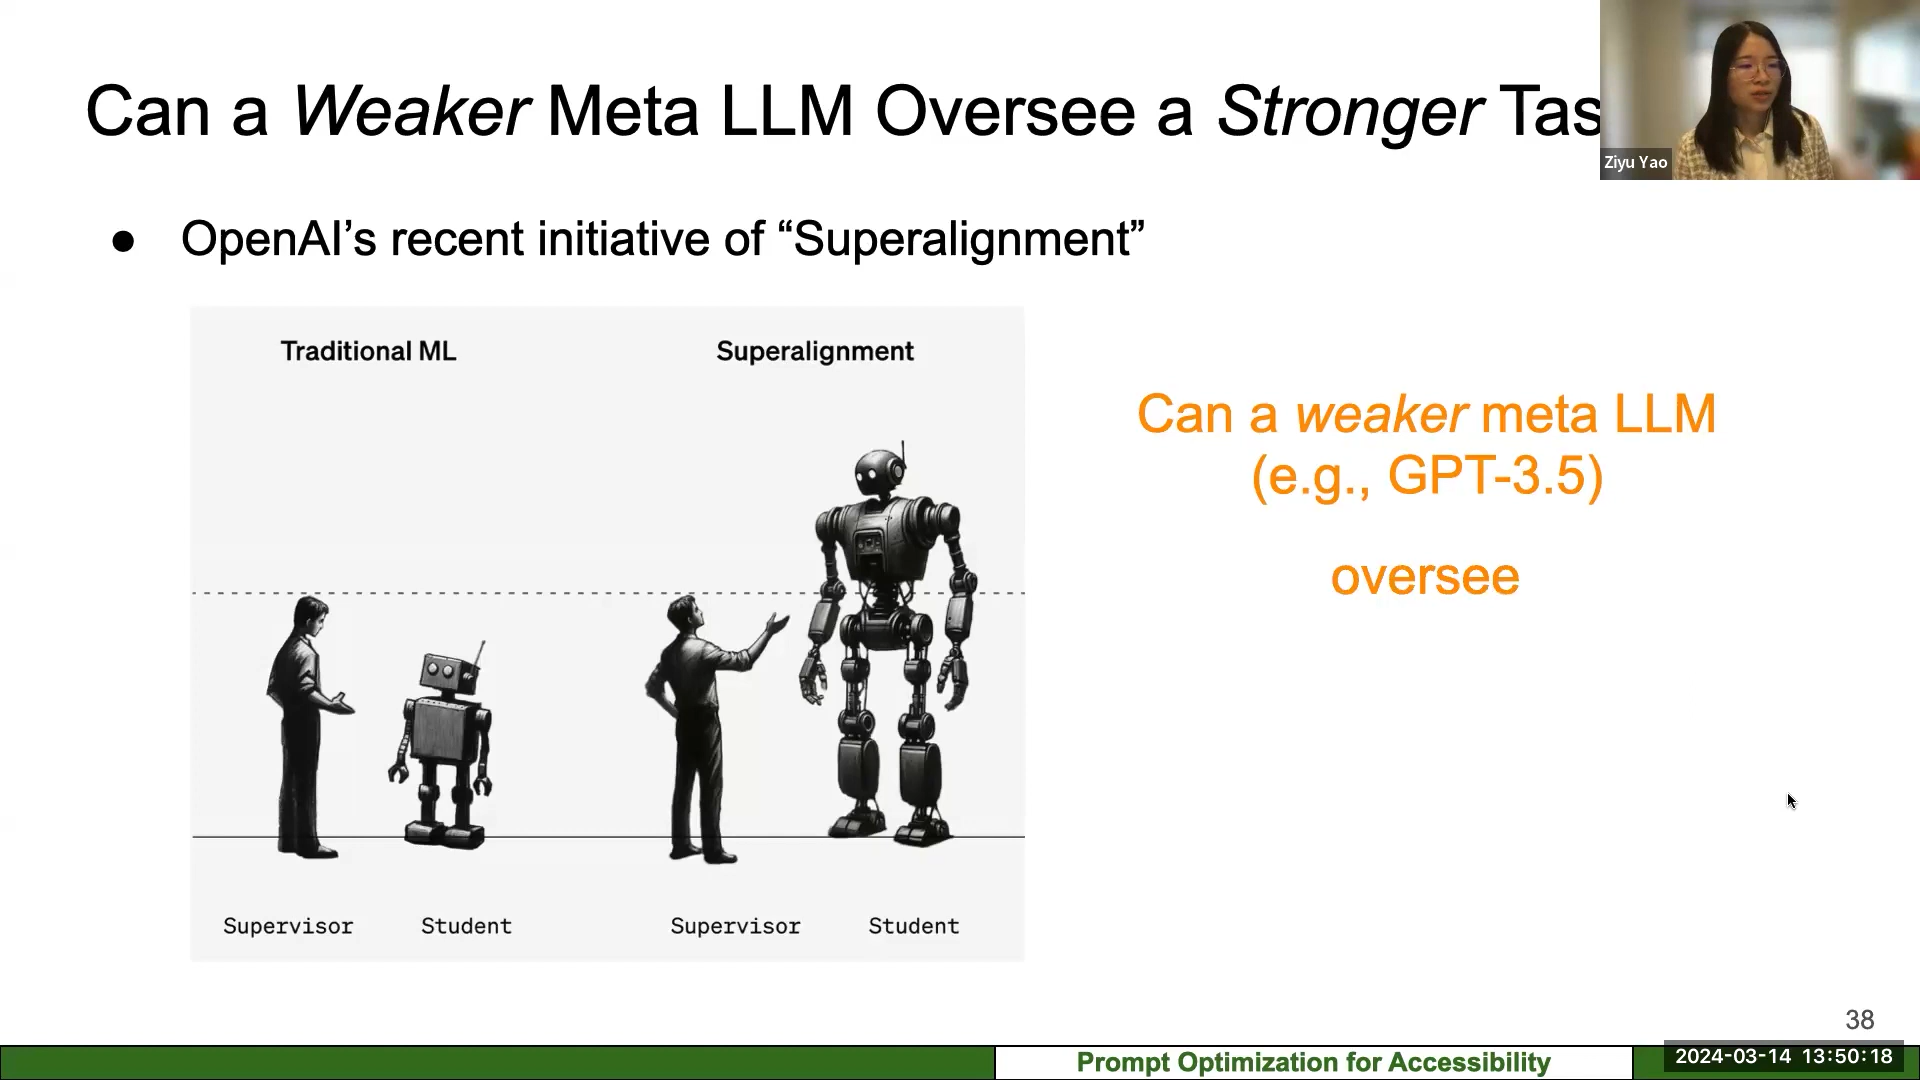 Can a Weaker Meta LLM Oversee a Stronger
Ziyu Yao
● OpenAI’s recent initiative of “Superalignment”
Traditional ML
Superalignment
Can a weaker meta LLM
(e.g., GPT-3.5)
oversee
Supervisor
Student
Supervisor
Student
38
Prompt Optimization for Accessibility
2024-03-14 13:50:18